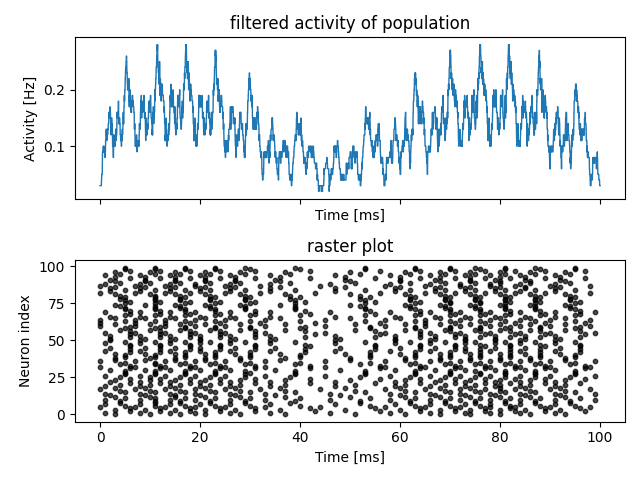 filtered activity of population
0.2
0.1
Activity [Hz]
Time [ms]
raster plot
100
75
50
25
0
Neuron index
0 20 40 60 80 100
Time [ms]